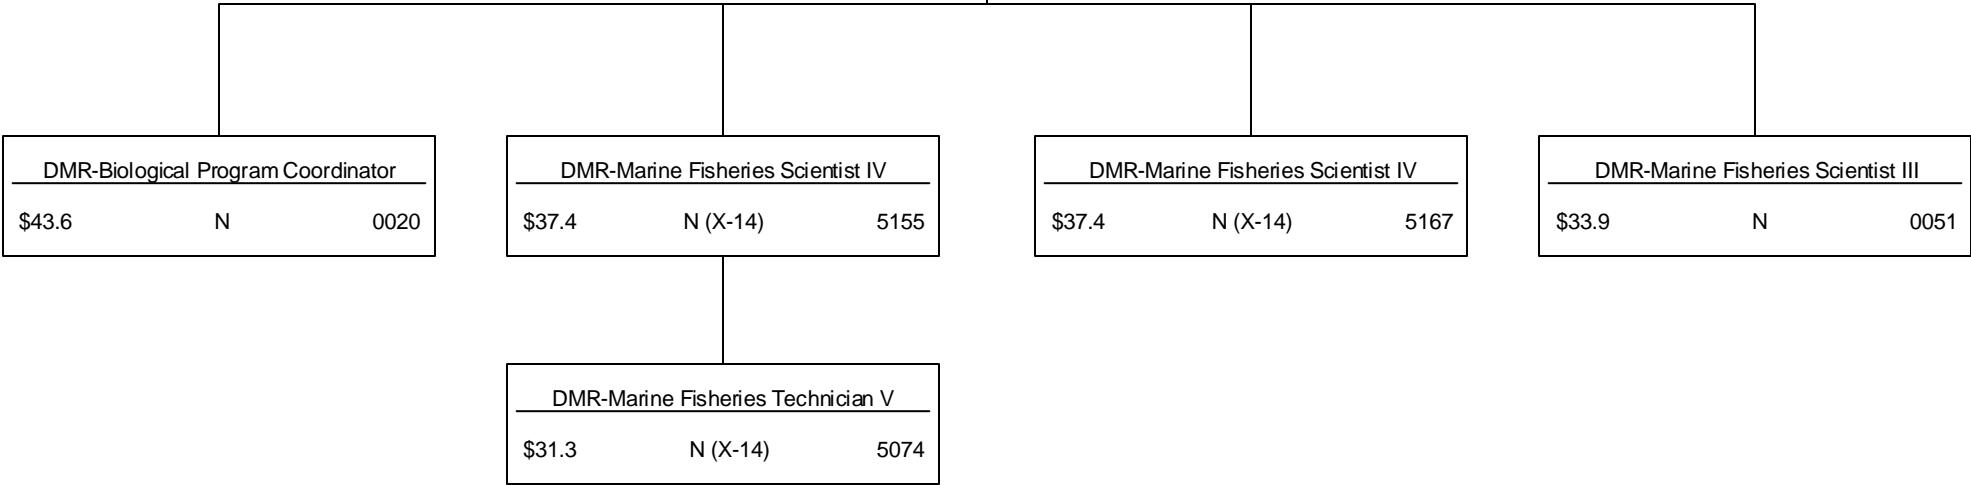 DMR-Biological Program Coordinator
$43.6 N 0020
DMR-Marine Fisheries Scientist IV
$37.4 N (X-14) 5155
DMR-Marine Fisheries Scientist IV
$37.4 N (X-14) 5167
DMR-Marine Fisheries Scientist III
$33.9 N 0051
DMR-Marine Fisheries Technician V
$31.3 N (X-14) 5074